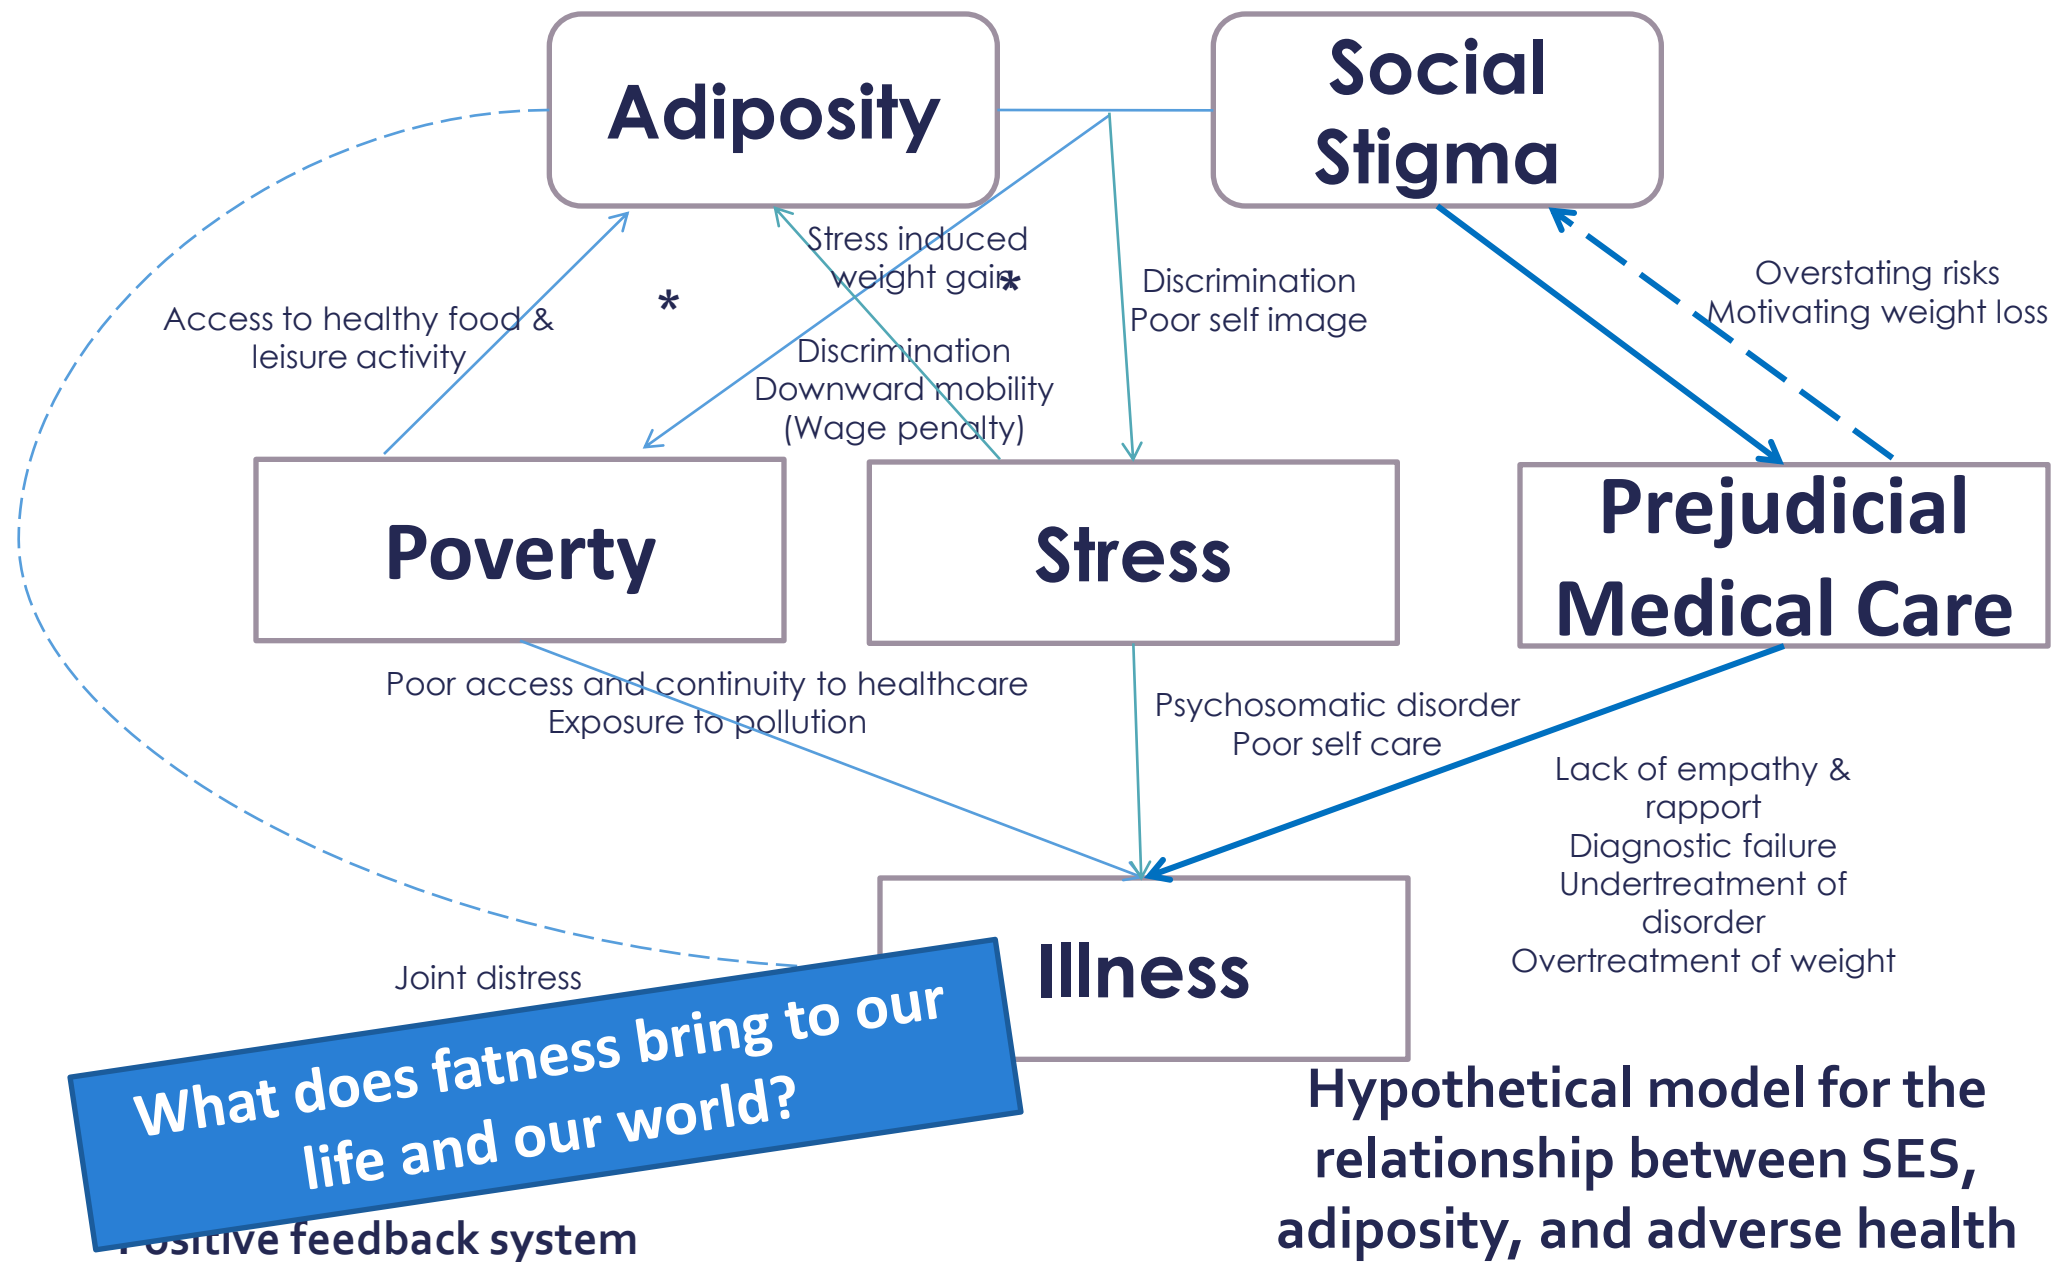 Adiposity
Social
Stigma
Stress induced
weight gain
*
*
Access to healthy food &
leisure activity
Discrimination
Downward mobility
(Wage penalty)
Discrimination
Poor self image
Overstating risks
Motivating weight loss
Poverty
Stress
Prejudicial
Medical Care
Poor access and continuity to healthcare
Exposure to pollution
Psychosomatic disorder
Poor self care
Lack of empathy &
rapport
Diagnostic failure
Undertreatment of
disorder
Overtreatment of weight
Joint distress
Illness
What does fatness bring to our
life and our world?
Positive feedback system
Hypothetical model for the
relationship between SES,
adiposity, and adverse health